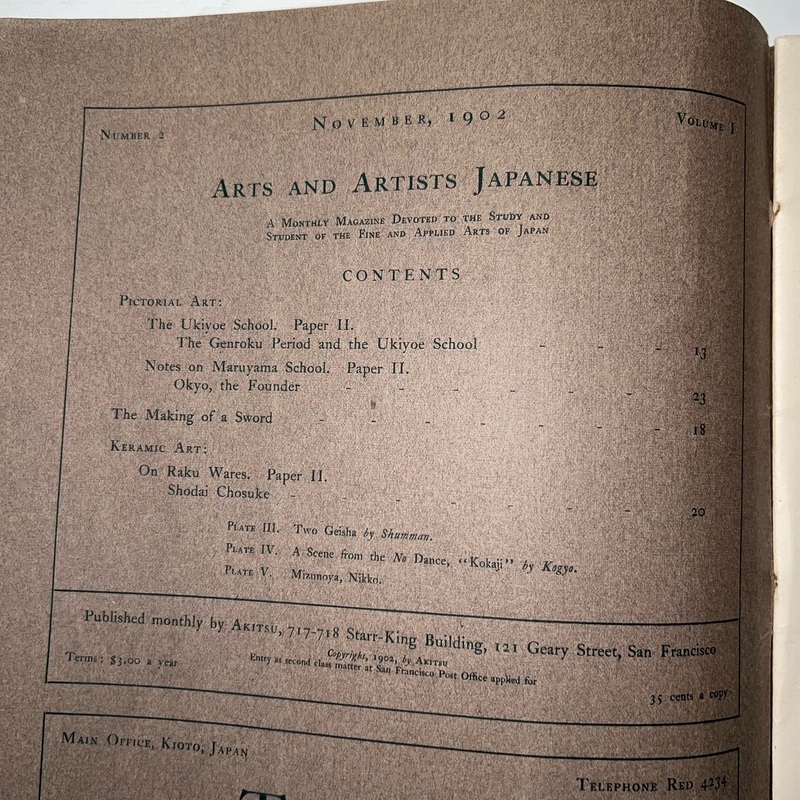 Number 2 November, 1902 Volume I
Arts and Artists Japanese
A Monthly Magazine Devoted to the Study and
Student of the Fine and Applied Arts of Japan
CONTENTS
Pictorial Art:
The Ukiyoe School. Paper II.
The Genroku Period and the Ukiyoe School - - - 13
Notes on Maruyama School. Paper II.
Okyo, the Founder - - - - - - 23
The Making of a Sword - - - - - - - 18
Keramic Art:
On Raku Wares. Paper II.
Shodai Chosuke - - - - - - - 20
Plate III. Two Geisha by Shumman.
Plate IV. A Scene from the No Dance, "Kokaji" by Kogyo.
Plate V. Mizunoya, Nikko.
Published monthly by Akitsu, 717-718 Starr-King Building, 121 Geary Street, San Francisco
Copyright, 1902, by Akitsu
Terms: $3.00 a year Entry as second class matter at San Francisco Post Office applied for
35 cents a copy
Main Office, Kioto, Japan
Telephone Red 4234